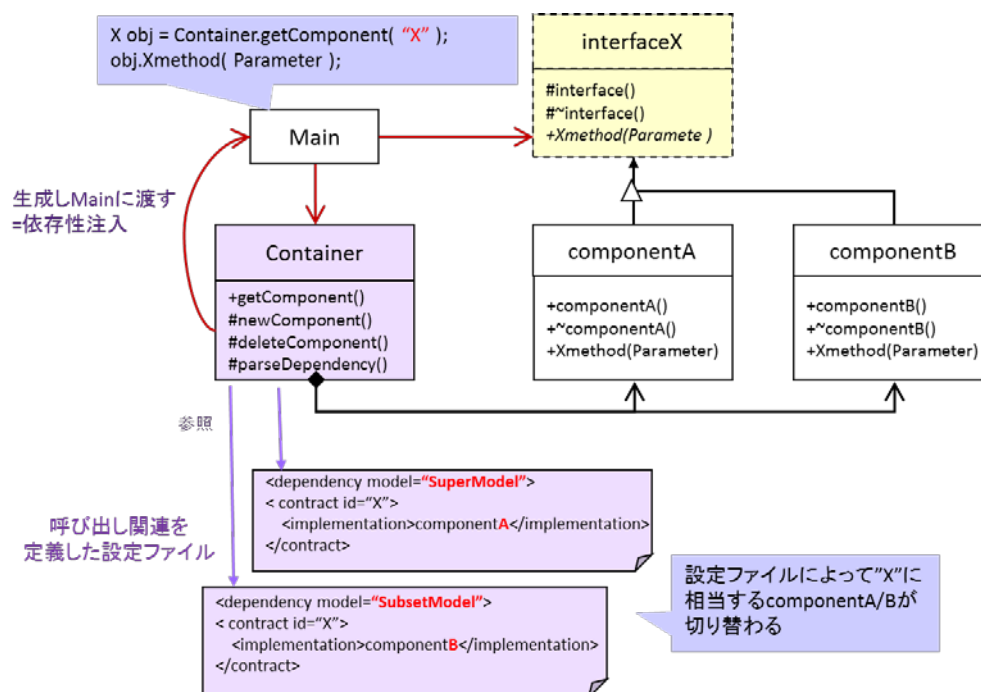 X obj = Container.getComponent( “X” );
obj.Xmethod( Parameter );
interfaceX
#interface()
#~interface()
+Xmethod(Paramete )
Main
生成しMainに渡す
=依存性注入
Container
+getComponent()
#newComponent()
#deleteComponent()
#parseDependency()
componentA
+componentA()
+~componentA()
+Xmethod(Parameter)
componentB
+componentB()
+~componentB()
+Xmethod(Parameter)
参照
呼び出し関連を
定義した設定ファイル
<dependency model=“SuperModel”>
< contract id=“X”>
<implementation>componentA</implementation>
</contract>
<dependency model=“SubsetModel”>
< contract id=“X”>
<implementation>componentB</implementation>
</contract>
設定ファイルによって”X”に
相当するcomponentA/Bが
切り替わる